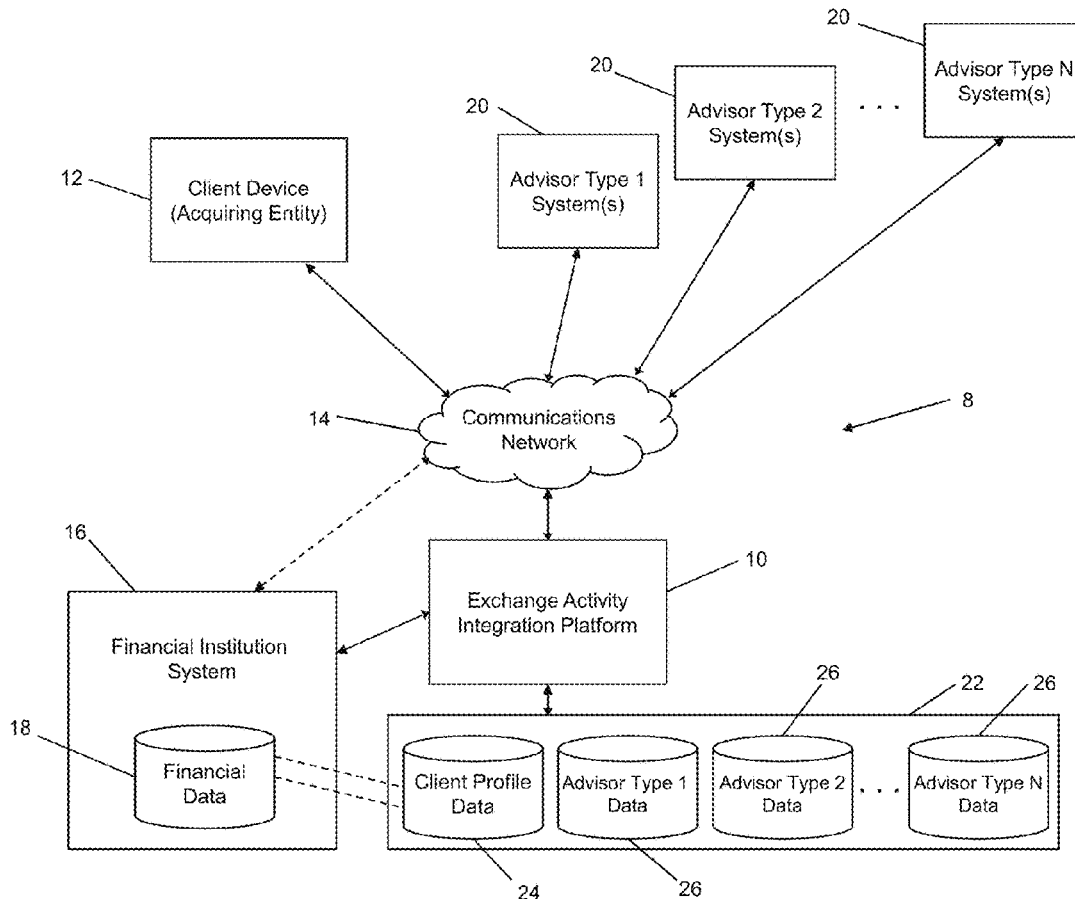 20
Advisor Type N
System(s)
20
Advisor Type 2
System(s)
. . .
20
Advisor Type 1
System(s)
12
Client Device
(Acquiring Entity)
14
Communications
Network
8
16
10
Exchange Activity
Integration Platform
Financial Institution
System
18
Financial
Data
26
22
26
Client Profile
Data
Advisor Type 1
Data
Advisor Type 2
Data
. . .
Advisor Type N
Data
24
26